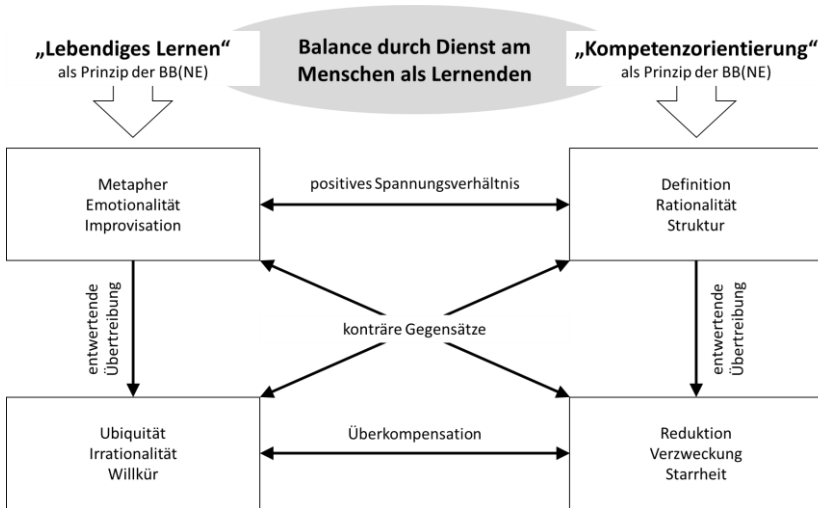 „Lebendiges Lernen“
als Prinzip der BB(NE)
Balance durch Dienst am
Menschen als Lernenden
„Kompetenzorientierung“
als Prinzip der BB(NE)
Metapher
Emotionalität
Improvisation
positives Spannungsverhältnis
Definition
Rationalität
Struktur
entwertende
Übertreibung
konträre Gegensätze
entwertende
Übertreibung
Ubiquität
Irrationalität
Willkür
Überkompensation
Reduktion
Verzweckung
Starrheit